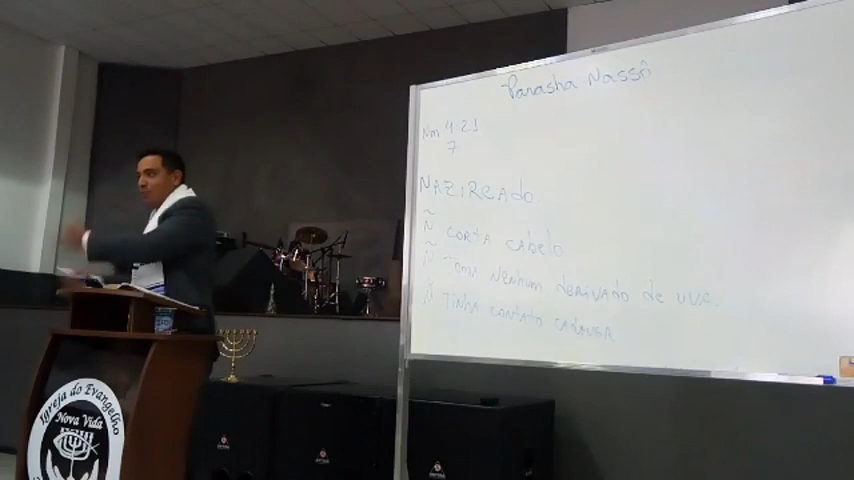 Parasha Nassô
Nm 4:21
7
NAZIREADO.
Ñ CORTA CABELO
Ñ TOMA NENHUM DERIVADO DE UVA.
Ñ TINHA CONTATO CADAVER
Igreja do Evangelho
Nova Vida